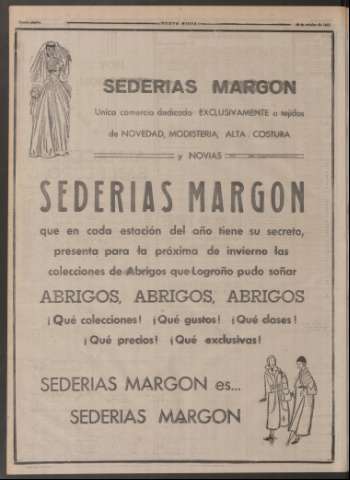 NUEVA RIOJA
SEDERIAS MARGON
Unico comercio dedicado EXCLUSIVAMENTE a tejidos
de NOVEDAD, MODISTERIA, ALTA COSTURA
y NOVIAS
SEDERIAS MARGON
que en cada estación del año tiene su secreto,
presenta para la próxima de invierno las
colecciones de Abrigos que Logroño pudo soñar
ABRIGOS, ABRIGOS, ABRIGOS
¡Qué colecciones! ¡Qué gustos! ¡Qué clases!
¡Qué precios! ¡Qué exclusivas!
SEDERIAS MARGON es...
SEDERIAS MARGON